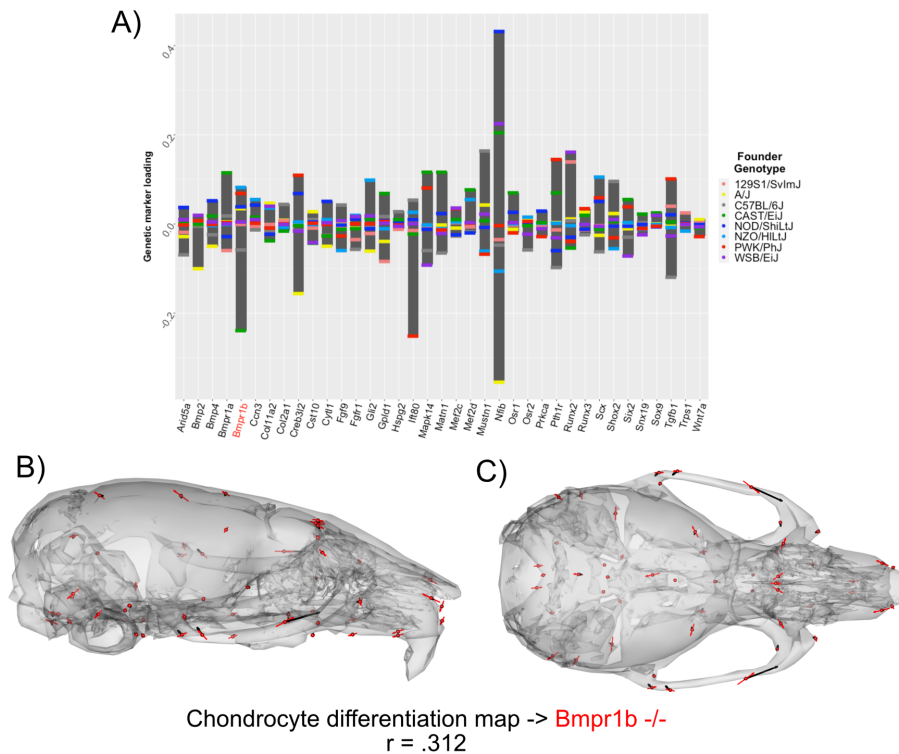 A)
Genetic marker loading
0.4
0.2
0.0
-0.2
Founder
Genotype
129S1/SvImJ
A/J
C57BL/6J
CAST/EiJ
NOD/ShiLtJ
NZO/HILtJ
PWK/PhJ
WSB/EiJ
Arid5a
Bmp2
Bmp4
Bmpr1a
Bmpr1b
Ccn3
Col11a2
Col2a1
Creb3l2
Cst10
Cytl1
Fgf9
Fgfr1
Gli2
Gpld1
Hspg2
Ift80
Mapk14
Matn1
Mef2c
Mef2d
Mustn1
Nfib
Osr1
Osr2
Prkca
Pth1r
Runx2
Runx3
Scx
Shox2
Six2
Snx19
Sox9
Tgfb1
Trps1
Wnt7a
B)
C)
Chondrocyte differentiation map -> Bmpr1b -/-
r = .312